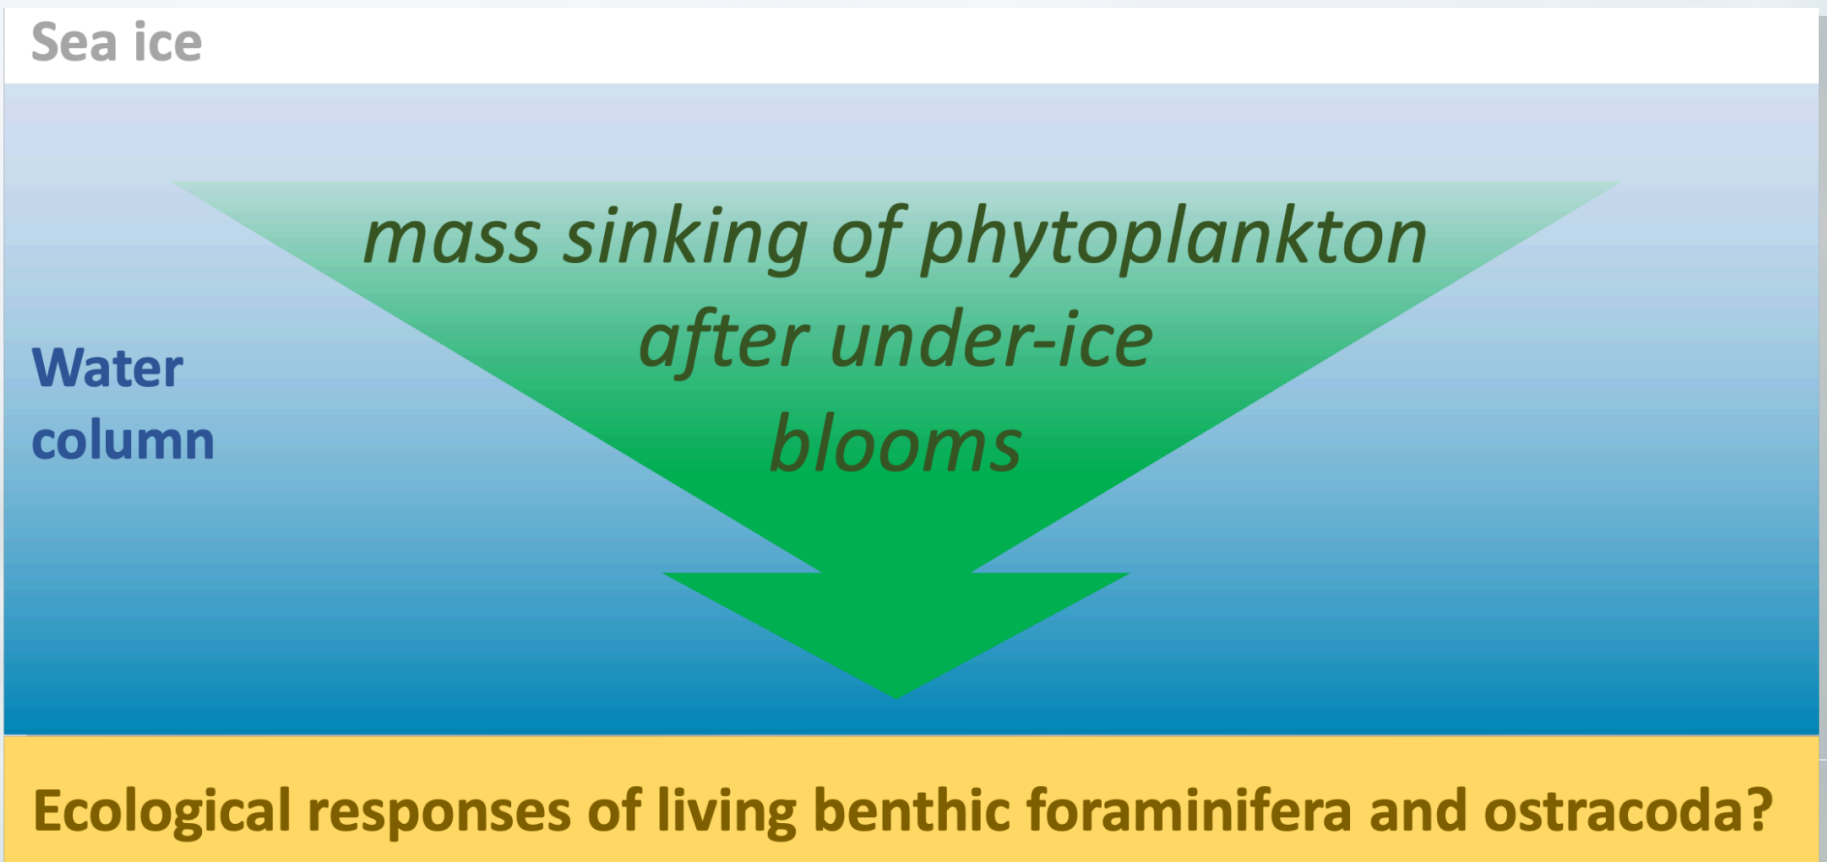 Sea ice
mass sinking of phytoplankton
after under-ice
blooms
Water
column
Ecological responses of living benthic foraminifera and ostracoda?